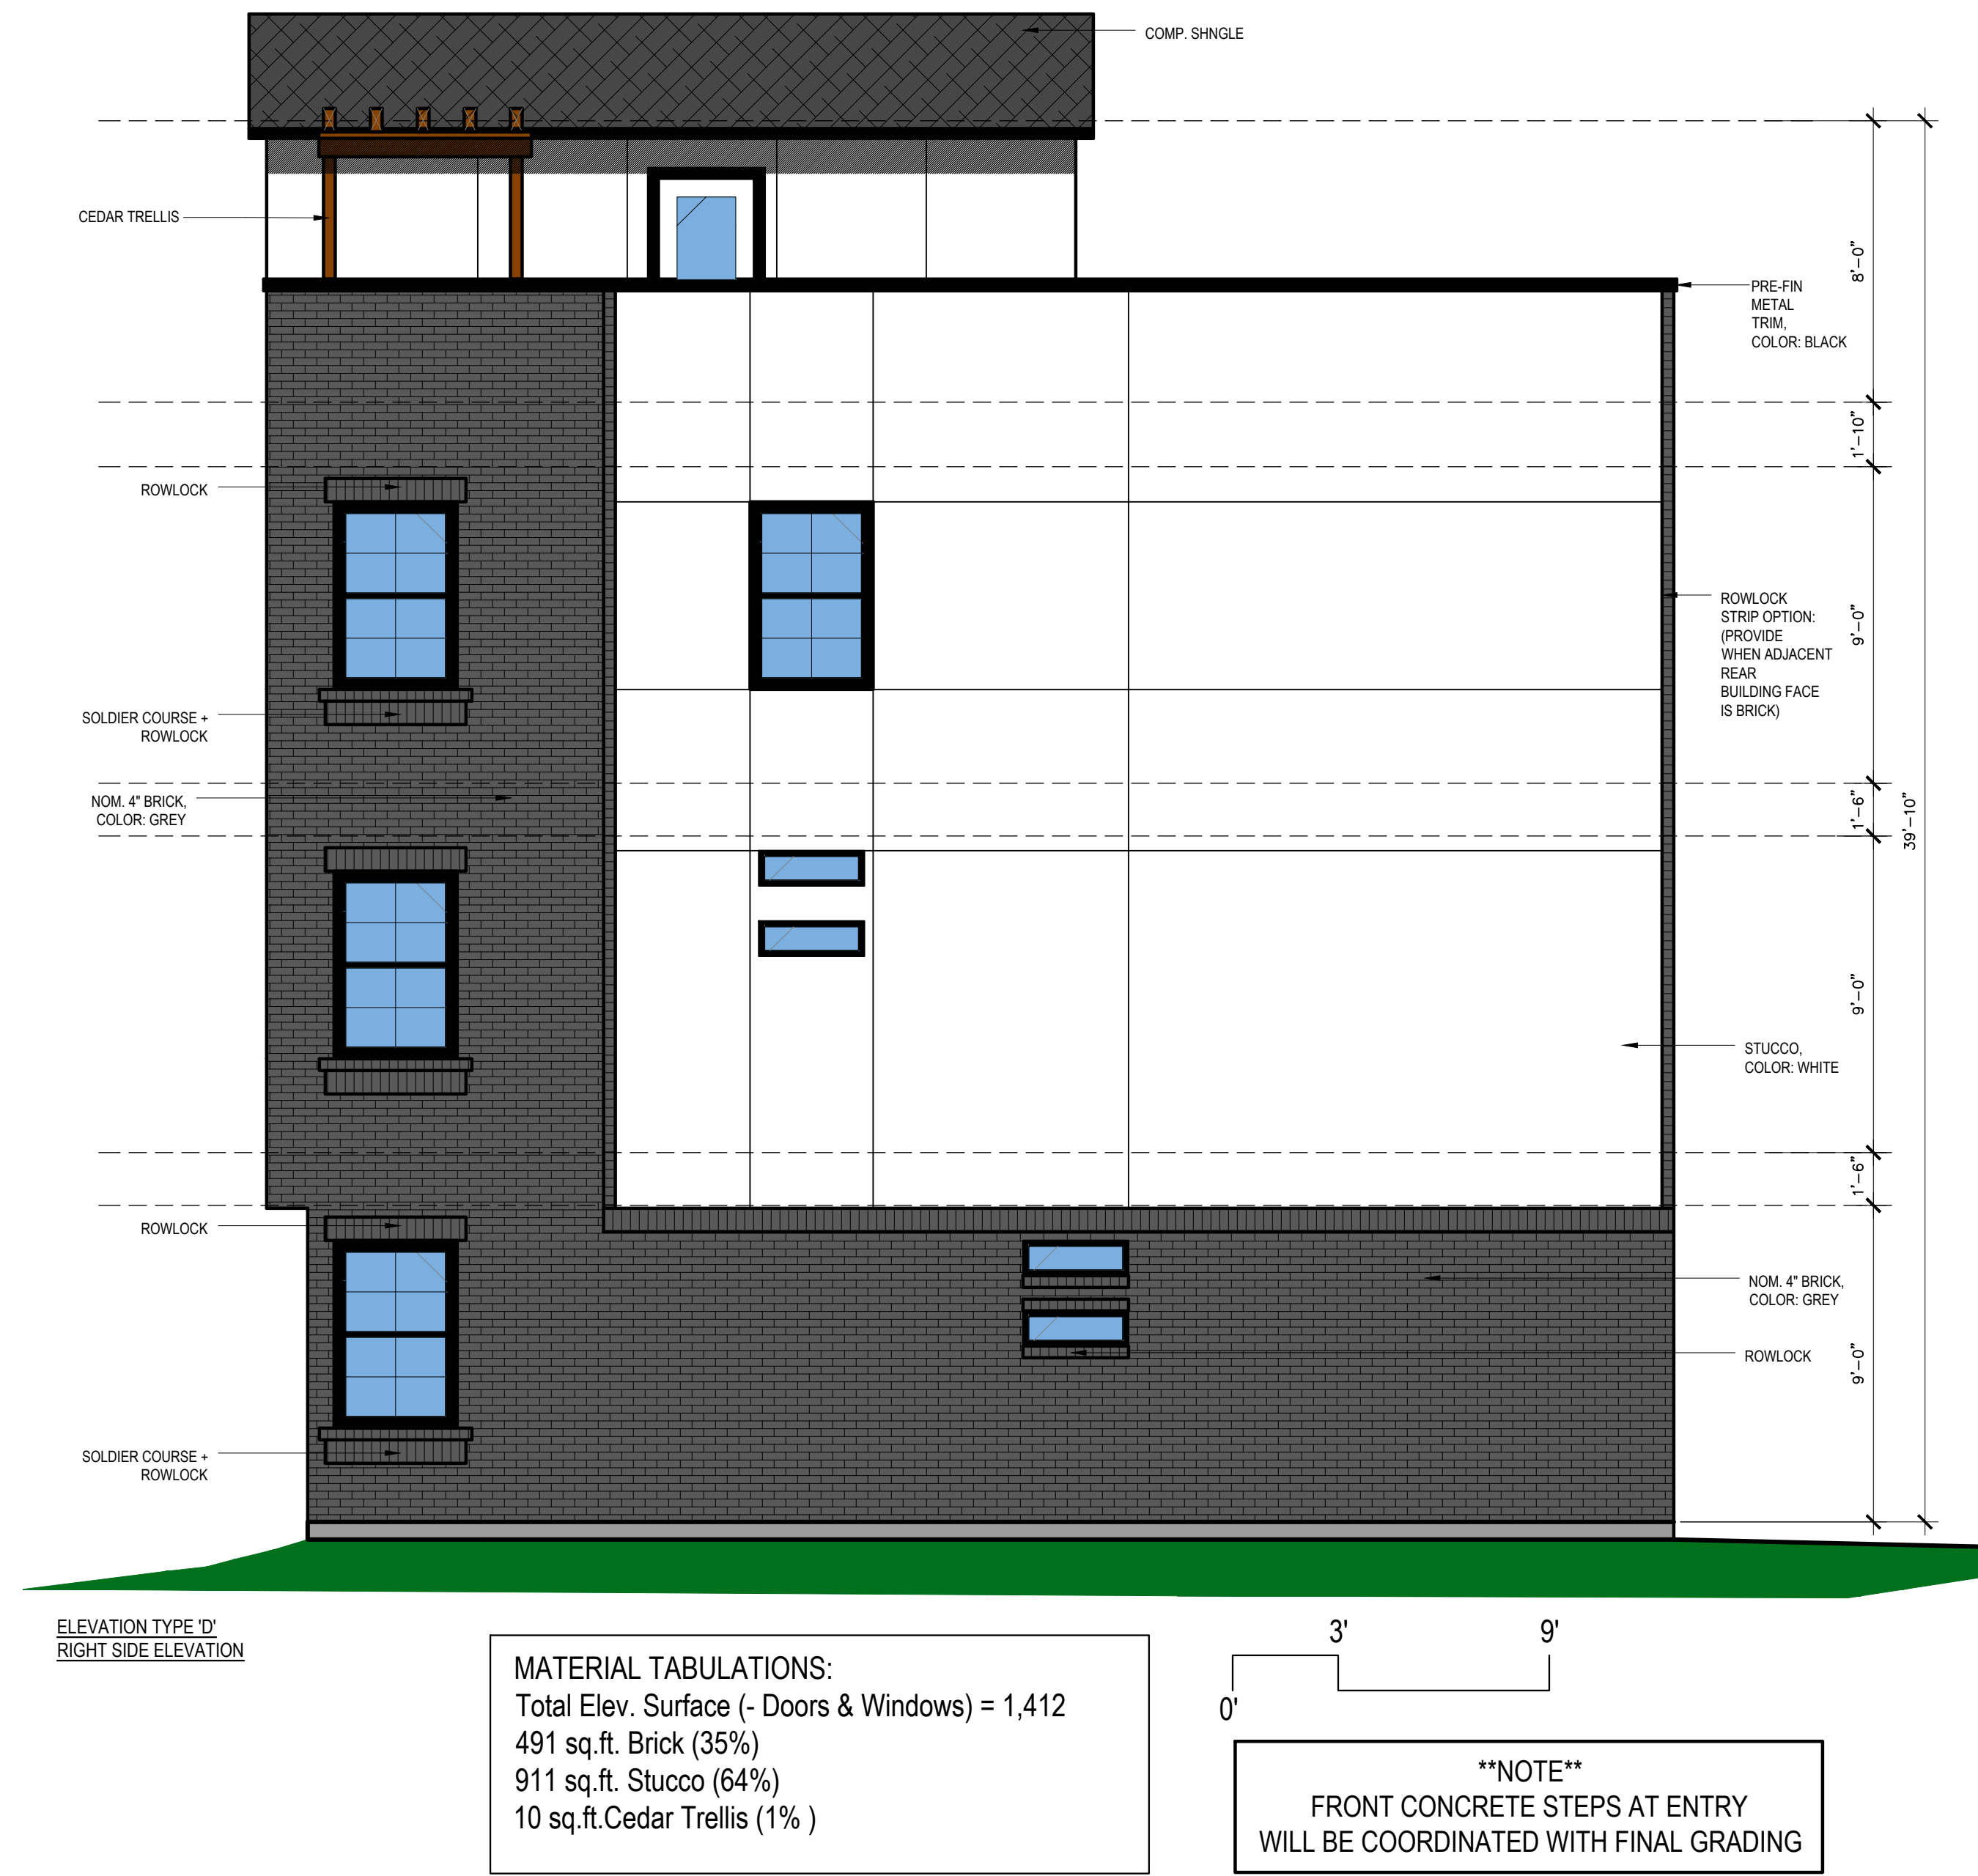 COMP. SHNGLE
CEDAR TRELLIS
8'-0"
PRE-FIN
METAL
TRIM,
COLOR: BLACK
1'-10"
ROWLOCK
ROWLOCK
STRIP OPTION:
(PROVIDE
WHEN ADJACENT
REAR
BUILDING FACE
IS BRICK)
9'-0"
SOLDIER COURSE +
ROWLOCK
NOM. 4" BRICK,
COLOR: GREY
1'-6"
39'-10"
9'-0"
STUCCO,
COLOR: WHITE
1'-6"
ROWLOCK
NOM. 4" BRICK,
COLOR: GREY
ROWLOCK
9'-0"
SOLDIER COURSE +
ROWLOCK
ELEVATION TYPE 'D'
RIGHT SIDE ELEVATION
MATERIAL TABULATIONS:
Total Elev. Surface (- Doors & Windows) = 1,412
491 sq.ft. Brick (35%)
911 sq.ft. Stucco (64%)
10 sq.ft.Cedar Trellis (1% )
3'
9'
0'
**NOTE**
FRONT CONCRETE STEPS AT ENTRY
WILL BE COORDINATED WITH FINAL GRADING